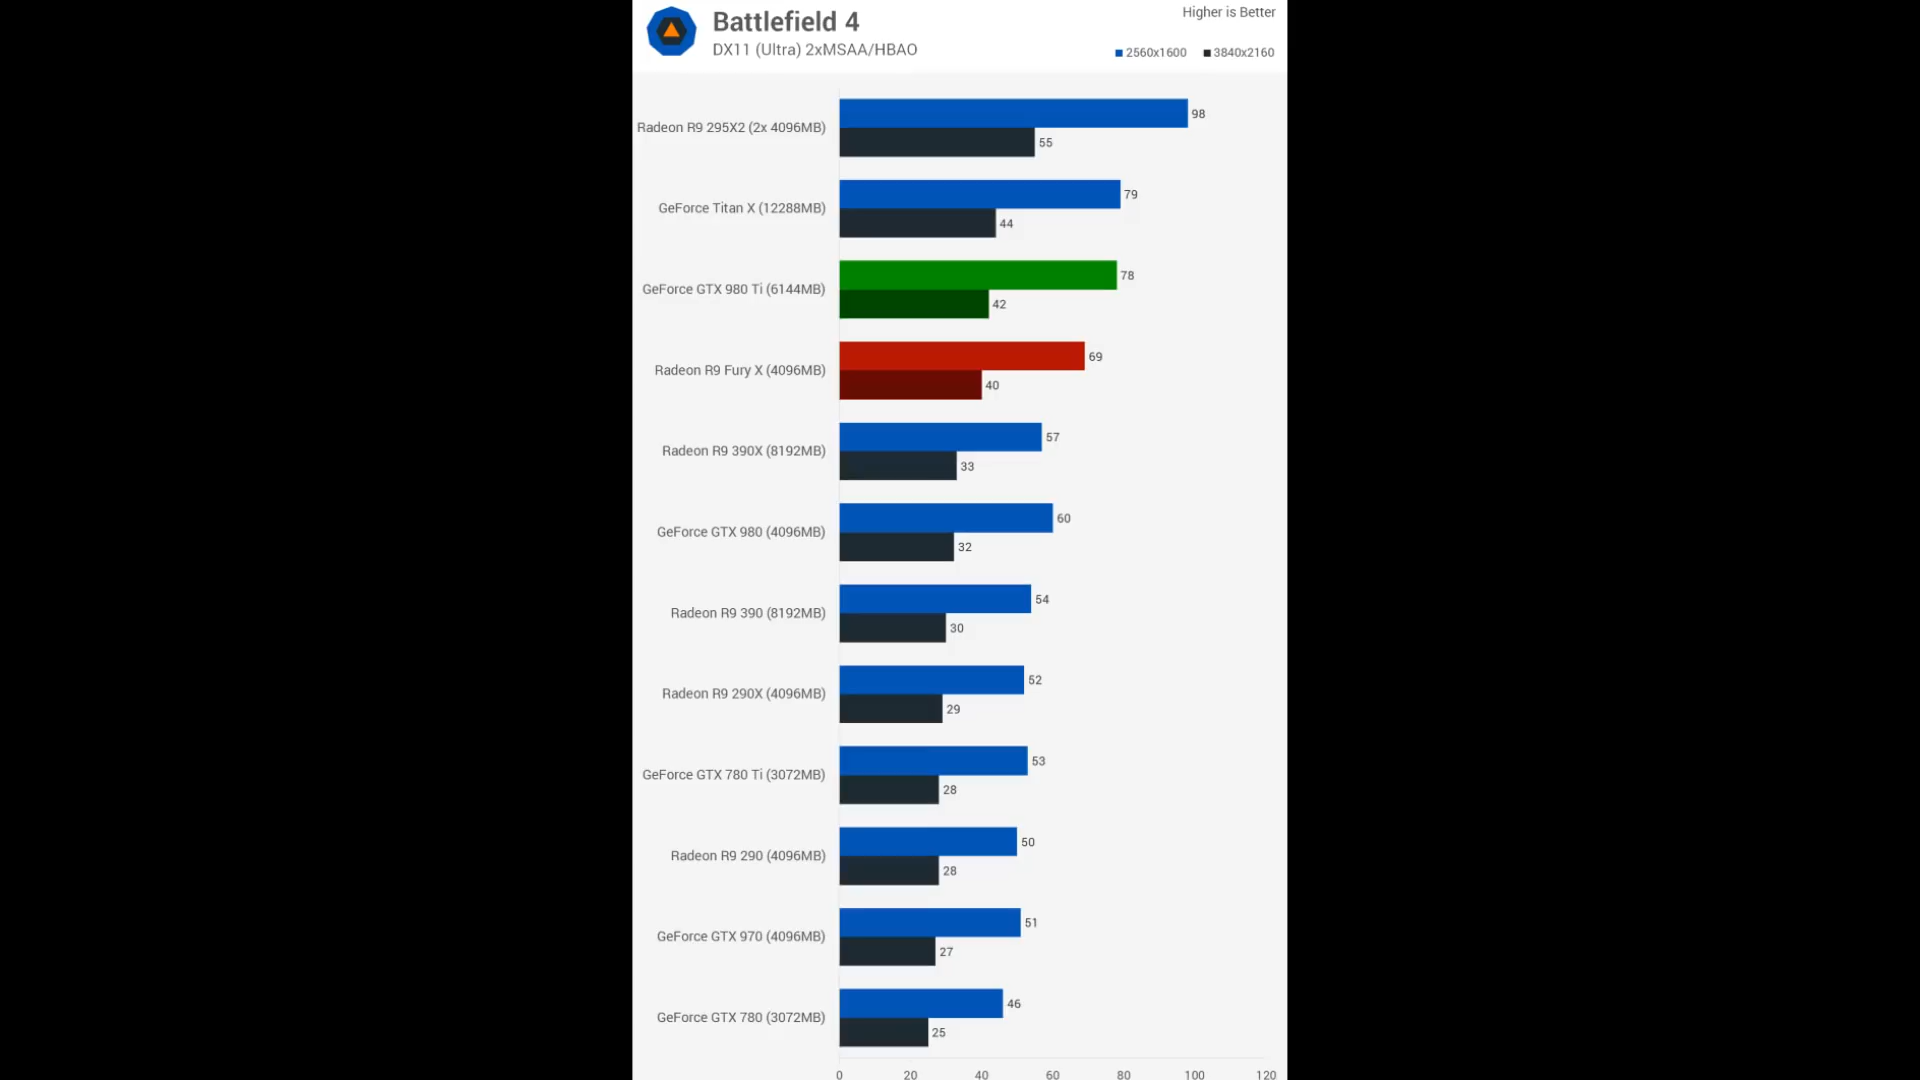 Battlefield 4
Higher is Better
DX11 (Ultra) 2xMSAA/HBAO
2560x1600 3840x2160
Radeon R9 295X2 (2x 4096MB)
98
55
GeForce Titan X (12288MB)
79
44
GeForce GTX 980 Ti (6144MB)
78
42
Radeon R9 Fury X (4096MB)
69
40
Radeon R9 390X (8192MB)
57
33
GeForce GTX 980 (4096MB)
60
32
Radeon R9 390 (8192MB)
54
30
Radeon R9 290X (4096MB)
52
29
GeForce GTX 780 Ti (3072MB)
53
28
Radeon R9 290 (4096MB)
50
28
GeForce GTX 970 (4096MB)
51
27
GeForce GTX 780 (3072MB)
46
25
0 20 40 60 80 100 120